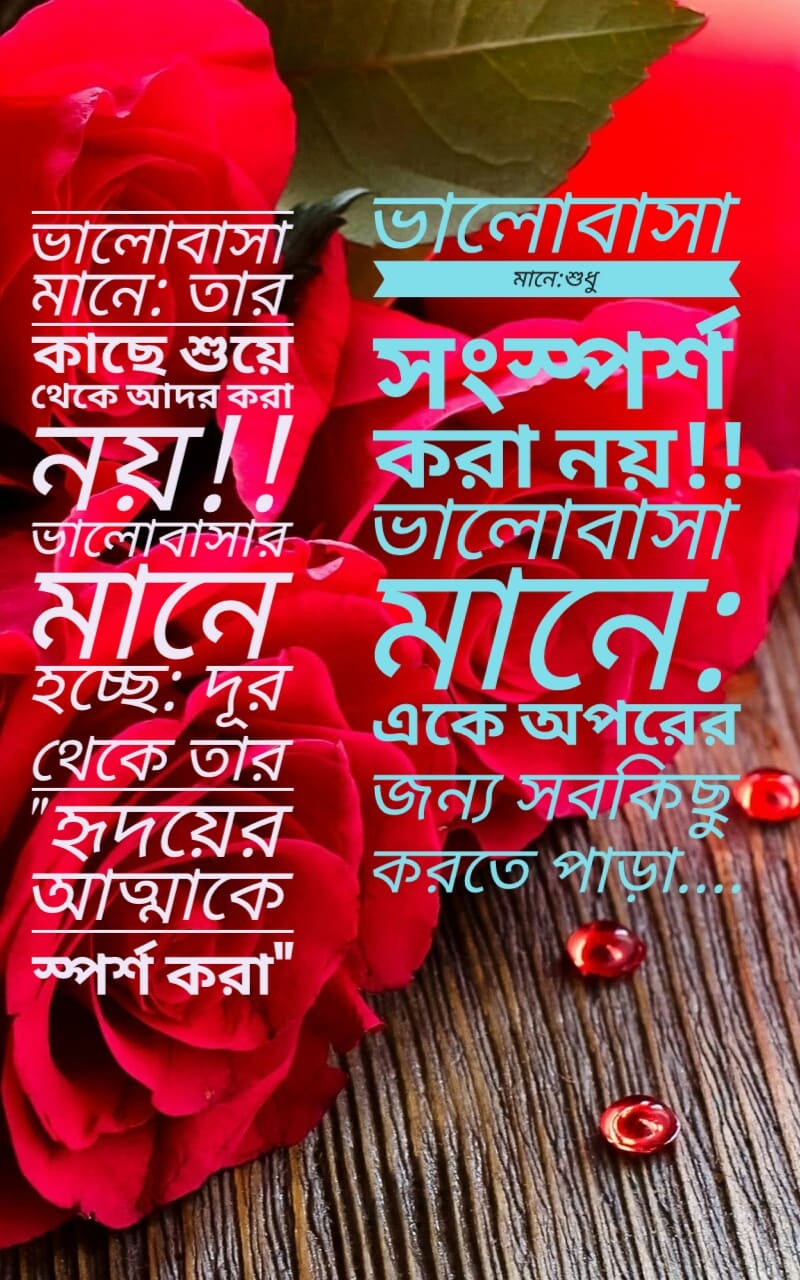 ভালোবাসা
মানে: তার
কাছে শুয়ে
থেকে আদর করা
নয়!!
ভালোবাসার
মানে
হচ্ছে: দূর
থেকে তার
"হৃদয়ের
আত্মাকে
স্পর্শ করা"
ভালোবাসা
মানে:শুধু
সংস্পর্শ
করা নয়!!
ভালোবাসা
মানে:
একে অপরের
জন্য সবকিছু
করতে পাড়া....